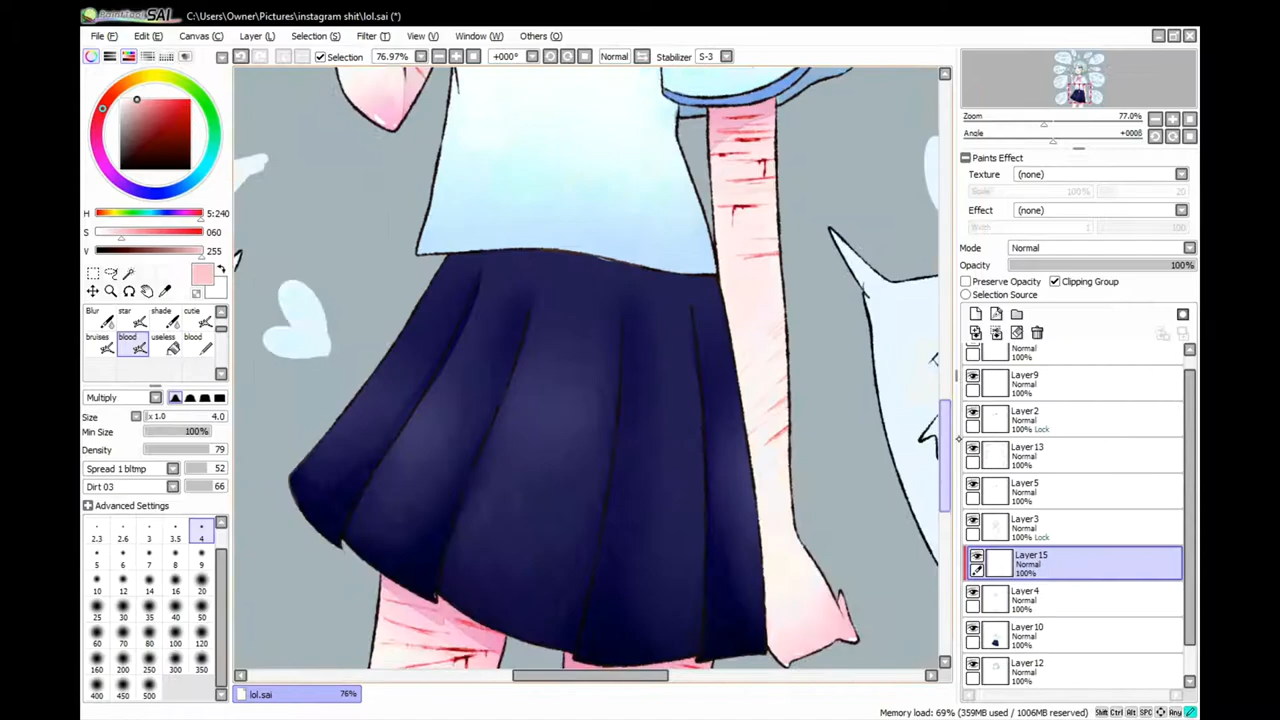 PaintTool SAI C:\Users\Owner\Pictures\instagram shit\lol.sai (*)
File (F) Edit (E) Canvas (C) Layer (L) Selection (S) Filter (T) View (V) Window (W) Others (O)
Selection 76.97% +000° Normal Stabilizer S-3
Zoom 77.0%
Angle +000θ
Paints Effect
Texture (none)
Scale 100% 20
Effect (none)
Width 1 100
Mode Normal
Opacity 100%
Preserve Opacity Clipping Group
Selection Source
H 5:240
S 060
V 255
Blur star shade cutie
bruises blood useless blood
Multiply
Size x 1.0 4.0
Min Size 100%
Density 79
Spread 1 bltmp 52
Dirt 03 66
Advanced Settings
2.3 2.6 3 3.5 4
5 6 7 8 9
10 12 14 16 20
25 30 35 40 50
60 70 80 100 120
160 200 250 300 350
400 450 500
Normal
100%
Layer9
Normal
100%
Layer2
Normal
100% Lock
Layer13
Normal
100%
Layer5
Normal
100%
Layer3
Normal
100% Lock
Layer15
Normal
100%
Layer4
Normal
100%
Layer10
Normal
100%
Layer12
Normal
100%
lol.sai 76%
Memory load: 69% (359MB used / 1006MB reserved) Shift Ctrl Alt SPC Any